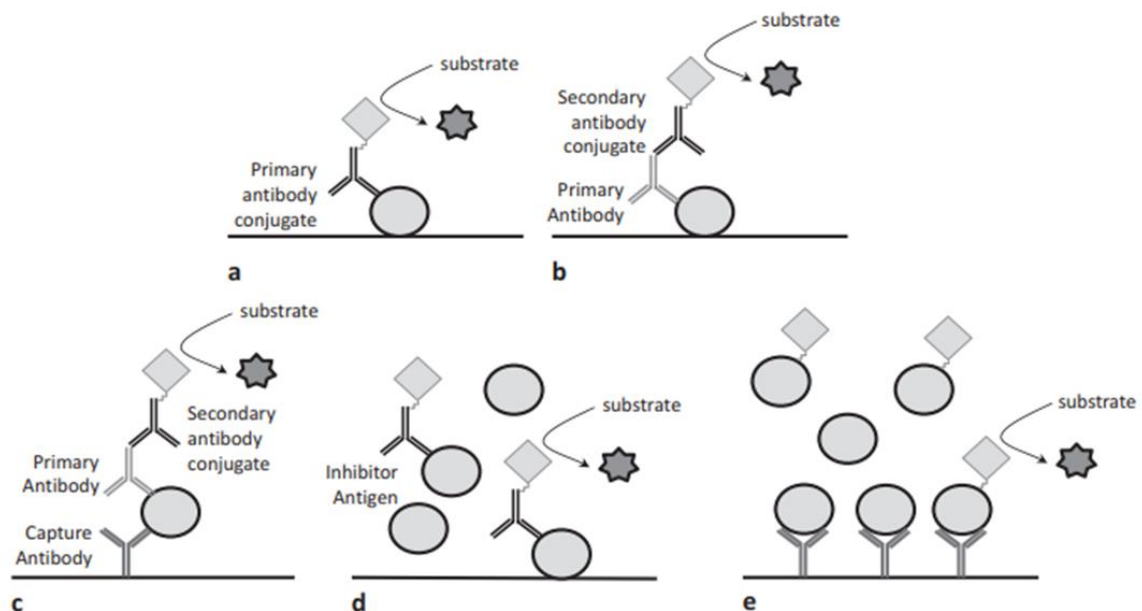 substrate
Primary
antibody
conjugate
a
substrate
Secondary
antibody
conjugate
Primary
Antibody
b
substrate
Secondary
antibody
conjugate
Primary
Antibody
Capture
Antibody
c
substrate
Inhibitor
Antigen
d
substrate
e